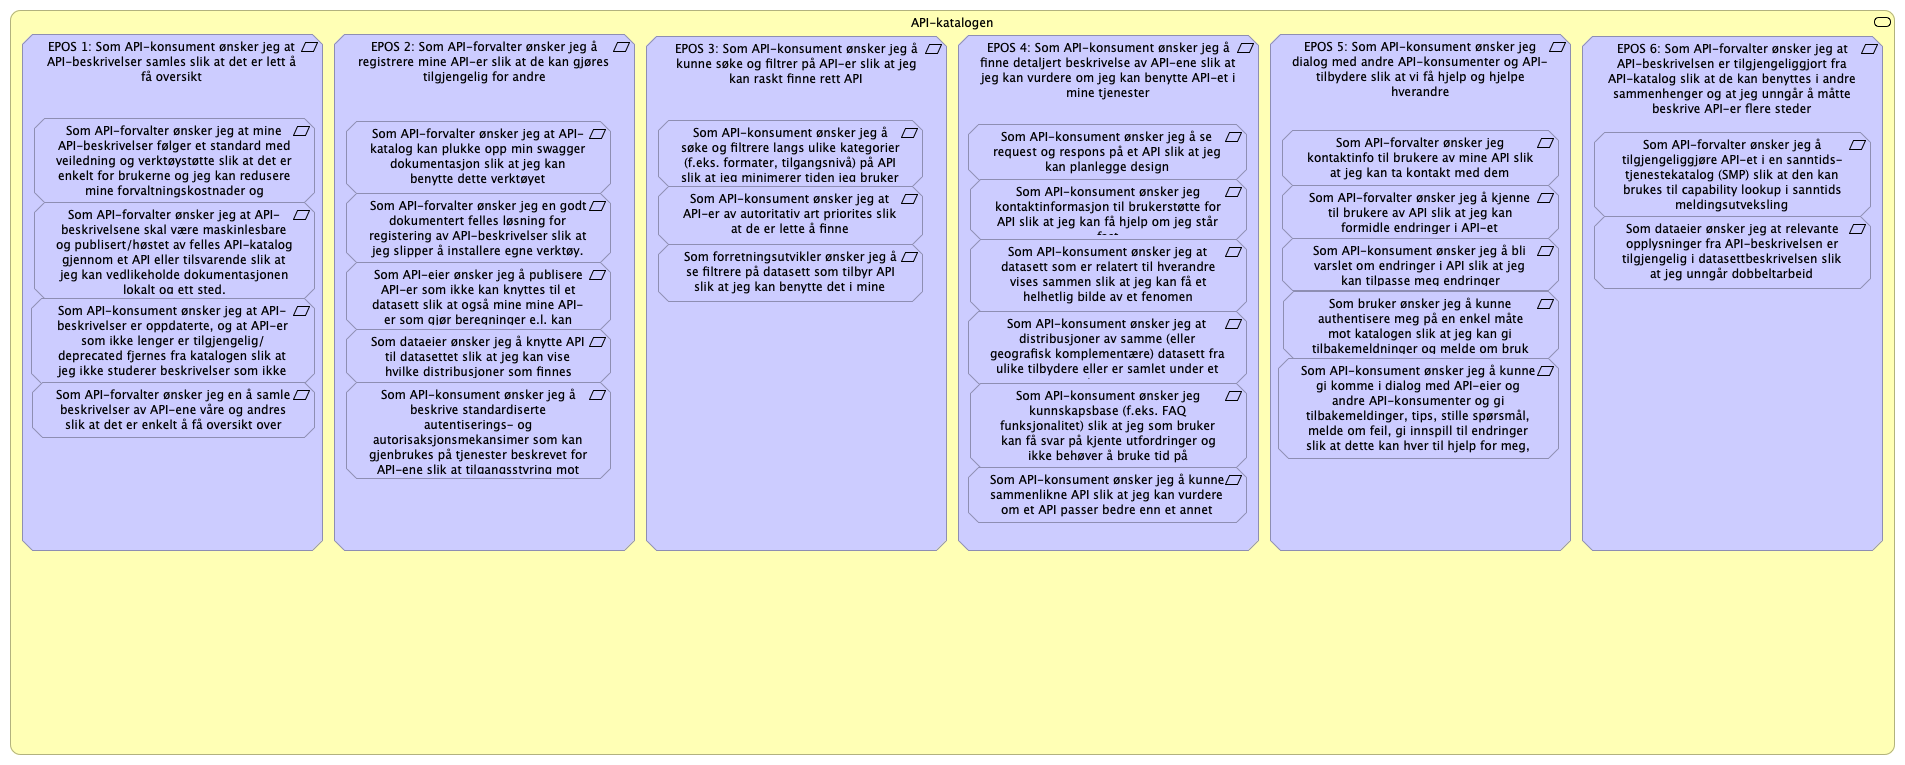 API-katalogen
EPOS 1: Som API-konsument ønsker jeg at
API-beskrivelser samles slik at det er lett å
få oversikt
Som API-forvalter ønsker jeg at mine
API-beskrivelser følger et standard med
veiledning og verktøystøtte slik at det er
enkelt for brukerne og jeg kan redusere
mine forvaltningskostnader og
Som API-forvalter ønsker jeg at API-
beskrivelsene skal være maskinlesbare
og publisert/høstet av felles API-katalog
gjennom et API eller tilsvarende slik at
jeg kan vedlikeholde dokumentasjonen
lokalt og ett sted.
Som API-konsument ønsker jeg at API-
beskrivelser er oppdaterte, og at API-er
som ikke lenger er tilgjengelig/
deprecated fjernes fra katalogen slik at
jeg ikke studerer beskrivelser som ikke
Som API-forvalter ønsker jeg en å samle
beskrivelser av API-ene våre og andres
slik at det er enkelt å få oversikt over
EPOS 2: Som API-forvalter ønsker jeg å
registrere mine API-er slik at de kan gjøres
tilgjengelig for andre
Som API-forvalter ønsker jeg at API-
katalog kan plukke opp min swagger
dokumentasjon slik at jeg kan
benytte dette verktøyet
Som API-forvalter ønsker jeg en godt
dokumentert felles løsning for
registering av API-beskrivelser slik at
jeg slipper å installere egne verktøy.
Som API-eier ønsker jeg å publisere
API-er som ikke kan knyttes til et
datasett slik at også mine mine API-
er som gjør beregninger e.l. kan
Som dataeier ønsker jeg å knytte API
til datasettet slik at jeg kan vise
hvilke distribusjoner som finnes
Som API-konsument ønsker jeg å
beskrive standardiserte
autentiserings- og
autorisaksjonsmekansimer som kan
gjenbrukes på tjenester beskrevet for
API-ene slik at tilgangsstyring mot
EPOS 3: Som API-konsument ønsker jeg å
kunne søke og filtrer på API-er slik at jeg
kan raskt finne rett API
Som API-konsument ønsker jeg å
søke og filtrere langs ulike kategorier
(f.eks. formater, tilgangsnivå) på API
slik at jeg minimerer tiden jeg bruker
Som API-konsument ønsker jeg at
API-er av autoritativ art priorites slik
at de er lette å finne
Som forretningsutvikler ønsker jeg å
se filtrere på datasett som tilbyr API
slik at jeg kan benytte det i mine
EPOS 4: Som API-konsument ønsker jeg å
finne detaljert beskrivelse av API-ene slik at
jeg kan vurdere om jeg kan benytte API-et i
mine tjenester
Som API-konsument ønsker jeg å se
request og respons på et API slik at jeg
kan planlegge design
Som API-konsument ønsker jeg
kontaktinformasjon til brukerstøtte for
API slik at jeg kan få hjelp om jeg står
Som API-konsument ønsker jeg at
datasett som er relatert til hverandre
vises sammen slik at jeg kan få et
helhetlig bilde av et fenomen
Som API-konsument ønsker jeg at
distribusjoner av samme (eller
geografisk komplementære) datasett fra
ulike tilbydere eller er samlet under et
Som API-konsument ønsker jeg
kunnskapsbase (f.eks. FAQ
funksjonalitet) slik at jeg som bruker
kan få svar på kjente utfordringer og
ikke behøver å bruke tid på
Som API-konsument ønsker jeg å kunne
sammenlikne API slik at jeg kan vurdere
om et API passer bedre enn et annet
EPOS 5: Som API-konsument ønsker jeg
dialog med andre API-konsumenter og API-
tilbydere slik at vi få hjelp og hjelpe
hverandre
Som API-forvalter ønsker jeg
kontaktinfo til brukere av mine API slik
at jeg kan ta kontakt med dem
Som API-forvalter ønsker jeg å kjenne
til brukere av API slik at jeg kan
formidle endringer i API-et
Som API-konsument ønsker jeg å bli
varslet om endringer i API slik at jeg
kan tilpasse meg endringer
Som bruker ønsker jeg å kunne
authentisere meg på en enkel måte
mot katalogen slik at jeg kan gi
tilbakemeldninger og melde om bruk
Som API-konsument ønsker jeg å kunne
gi komme i dialog med API-eier og
andre API-konsumenter og gi
tilbakemeldinger, tips, stille spørsmål,
melde om feil, gi innspill til endringer
slik at dette kan hver til hjelp for meg,
EPOS 6: Som API-forvalter ønsker jeg at
API-beskrivelsen er tilgjengeliggjort fra
API-katalog slik at de kan benyttes i andre
sammenhenger og at jeg unngår å måtte
beskrive API-er flere steder
Som API-forvalter ønsker jeg å
tilgjengeliggjøre API-et i en sanntids-
tjenestekatalog (SMP) slik at den kan
brukes til capability lookup i sanntids
meldingsutveksling
Som dataeier ønsker jeg at relevante
opplysninger fra API-beskrivelsen er
tilgjengelig i datasettbeskrivelsen slik
at jeg unngår dobbeltarbeid